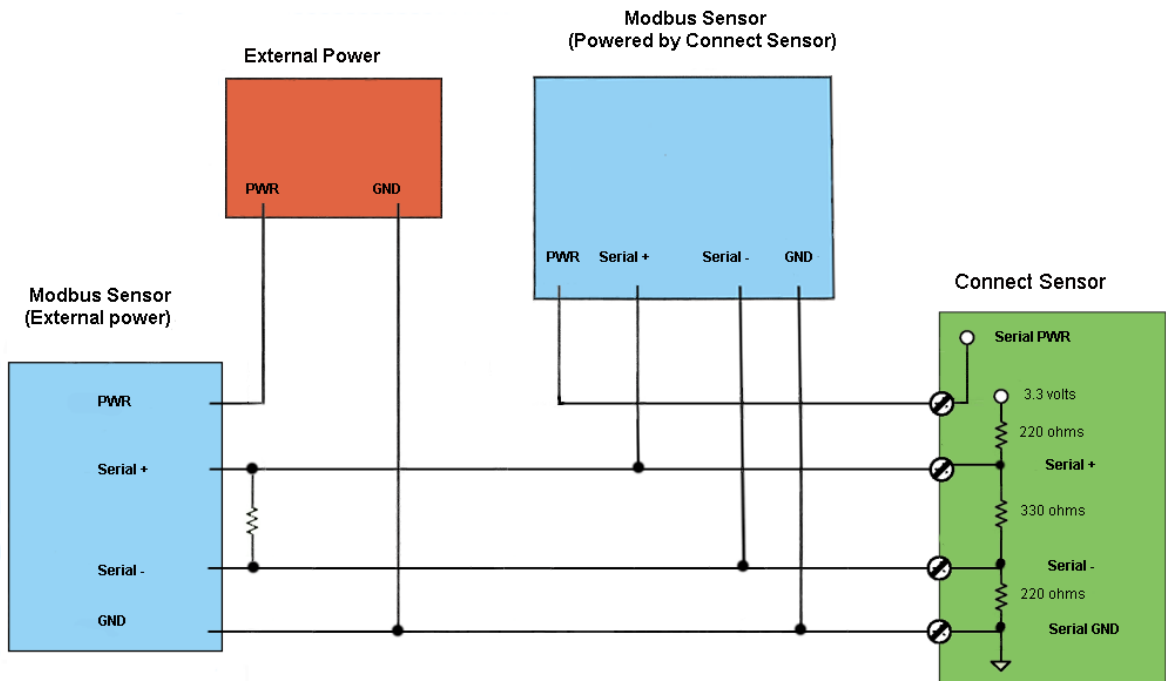 Modbus Sensor
(Powered by Connect Sensor)
External Power
PWR
GND
PWR
Serial +
Serial -
GND
Modbus Sensor
(External power)
PWR
Serial +
Serial -
GND
Connect Sensor
Serial PWR
3.3 volts
220 ohms
Serial +
330 ohms
Serial -
220 ohms
Serial GND